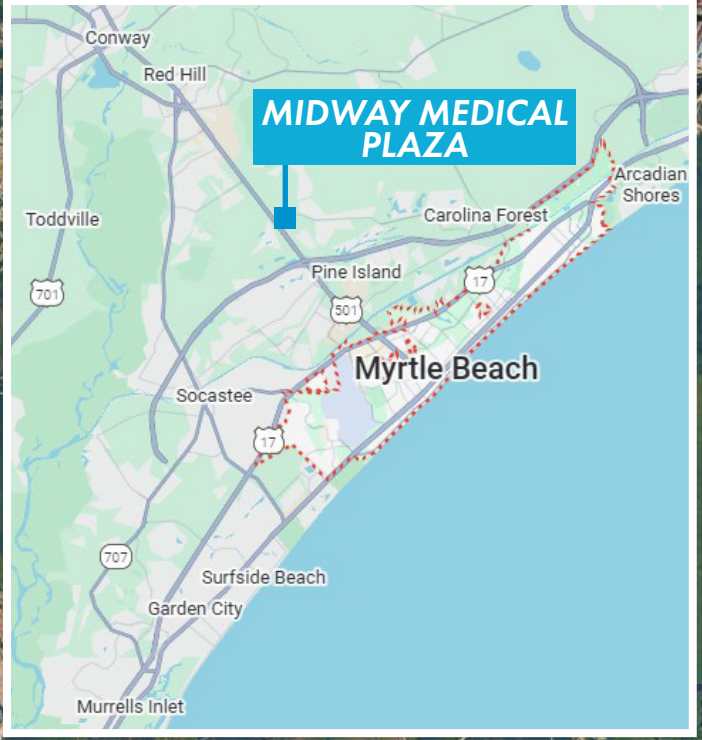 Conway
Red Hill
MIDWAY MEDICAL
PLAZA
Arcadian
Shores
Toddville
Carolina Forest
Pine Island
17
701
501
Myrtle Beach
Socastee
17
707
Surfside Beach
Garden City
Murrells Inlet